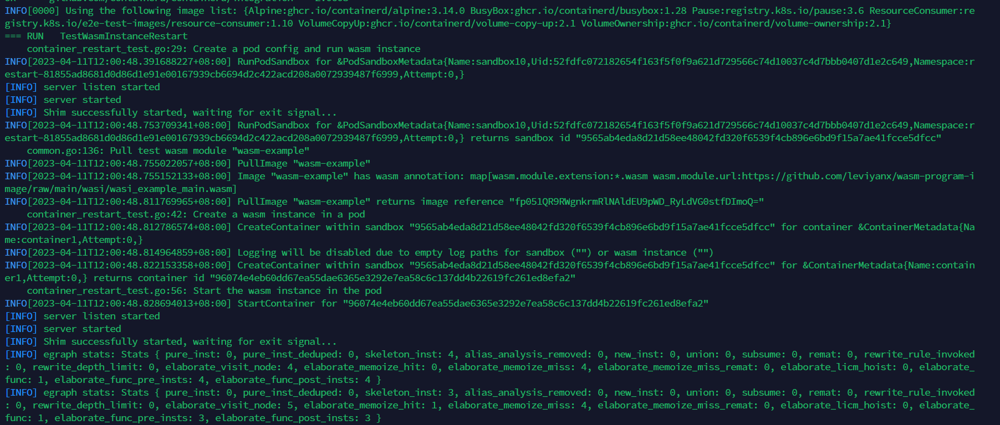 INFO[0000] Using the following image list: {Alpine:ghcr.io/containerd/alpine:3.14.0 BusyBox:ghcr.io/containerd/busybox:1.28 Pause:registry.k8s.io/pause:3.6 ResourceConsumer:re
gistry.k8s.io/e2e-test-images/resource-consumer:1.10 VolumeCopyUp:ghcr.io/containerd/volume-copy-up:2.1 VolumeOwnership:ghcr.io/containerd/volume-ownership:2.1}
=== RUN   TestWasmInstanceRestart
    container_restart_test.go:29: Create a pod config and run wasm instance
INFO[2023-04-11T12:00:48.391688227+08:00] RunPodSandbox for &PodSandboxMetadata{Name:sandbox10,Uid:52fdfc072182654f163f5f0f9a621d729566c74d10037c4d7bbb0407d1e2c649,Namespace:r
estart-81855ad8681d0d86d1e91e00167939cb6694d2c422acd208a0072939487f6999,Attempt:0,}
[INFO] server listen started
[INFO] server started
[INFO] Shim successfully started, waiting for exit signal...
INFO[2023-04-11T12:00:48.753709341+08:00] RunPodSandbox for &PodSandboxMetadata{Name:sandbox10,Uid:52fdfc072182654f163f5f0f9a621d729566c74d10037c4d7bbb0407d1e2c649,Namespace:r
estart-81855ad8681d0d86d1e91e00167939cb6694d2c422acd208a0072939487f6999,Attempt:0,} returns sandbox id "9565ab4eda8d21d58ee48042fd320f6539f4cb896e6bd9f15a7ae41fcce5dfcc"
    common.go:136: Pull test wasm module "wasm-example"
INFO[2023-04-11T12:00:48.755022057+08:00] PullImage "wasm-example"
INFO[2023-04-11T12:00:48.755152133+08:00] Image "wasm-example" has wasm annotation: map[wasm.module.extension:*.wasm wasm.module.url:https://github.com/leviyanx/wasm-program-i
mage/raw/main/wasi/wasi_example_main.wasm]
INFO[2023-04-11T12:00:48.811769965+08:00] PullImage "wasm-example" returns image reference "fp051QR9RWgnkrmRlNAldEU9pWD_RyLdVG0stfDImoQ="
    container_restart_test.go:42: Create a wasm instance in a pod
INFO[2023-04-11T12:00:48.812786574+08:00] CreateContainer within sandbox "9565ab4eda8d21d58ee48042fd320f6539f4cb896e6bd9f15a7ae41fcce5dfcc" for container &ContainerMetadata{Na
me:container1,Attempt:0,}
INFO[2023-04-11T12:00:48.814964859+08:00] Logging will be disabled due to empty log paths for sandbox ("") or wasm instance ("")
INFO[2023-04-11T12:00:48.822153358+08:00] CreateContainer within sandbox "9565ab4eda8d21d58ee48042fd320f6539f4cb896e6bd9f15a7ae41fcce5dfcc" for &ContainerMetadata{Name:contain
er1,Attempt:0,} returns container id "96074e4eb60dd67ea55dae6365e3292e7ea58c6c137dd4b22619fc261ed8efa2"
    container_restart_test.go:56: Start the wasm instance in the pod
INFO[2023-04-11T12:00:48.828694013+08:00] StartContainer for "96074e4eb60dd67ea55dae6365e3292e7ea58c6c137dd4b22619fc261ed8efa2"
[INFO] server listen started
[INFO] server started
[INFO] Shim successfully started, waiting for exit signal...
[INFO] egraph stats: Stats { pure_inst: 0, pure_inst_deduped: 0, skeleton_inst: 4, alias_analysis_removed: 0, new_inst: 0, union: 0, subsume: 0, remat: 0, rewrite_rule_invoked
: 0, rewrite_depth_limit: 0, elaborate_visit_node: 4, elaborate_memoize_hit: 0, elaborate_memoize_miss: 4, elaborate_memoize_miss_remat: 0, elaborate_licm_hoist: 0, elaborate_
func: 1, elaborate_func_pre_insts: 4, elaborate_func_post_insts: 4 }
[INFO] egraph stats: Stats { pure_inst: 0, pure_inst_deduped: 0, skeleton_inst: 3, alias_analysis_removed: 0, new_inst: 0, union: 0, subsume: 0, remat: 0, rewrite_rule_invoked
: 0, rewrite_depth_limit: 0, elaborate_visit_node: 5, elaborate_memoize_hit: 1, elaborate_memoize_miss: 4, elaborate_memoize_miss_remat: 0, elaborate_licm_hoist: 0, elaborate_
func: 1, elaborate_func_pre_insts: 3, elaborate_func_post_insts: 3 }